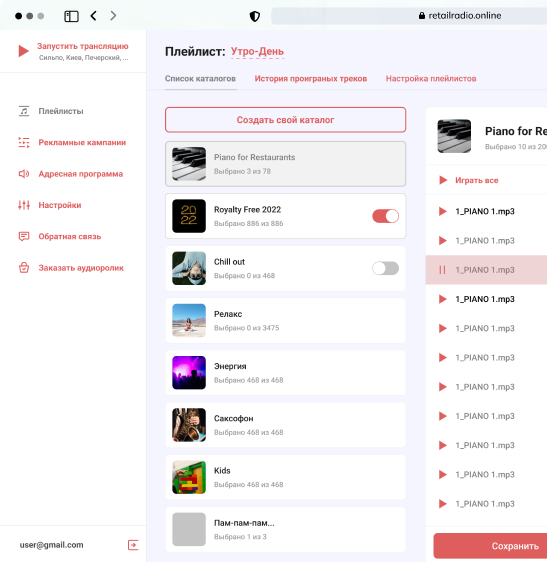 retailradio.online
Запустить трансляцию
Сильпо, Киев, Печерский, ...
Плейлисты
Рекламные кампании
Адресная программа
Настройки
Обратная связь
Заказать аудиоролик
user@gmail.com
Плейлист: Утро-День
Список каталогов
История проиграных треков
Настройка плейлистов
Создать свой каталог
Piano for Restaurants
Выбрано 3 из 78
2022
Royalty Free 2022
Выбрано 886 из 886
Chill out
Выбрано 0 из 468
Релакс
Выбрано 0 из 3475
Энергия
Выбрано 468 из 468
Саксофон
Выбрано 468 из 468
Kids
Выбрано 468 из 468
Пам-пам-пам...
Выбрано 1 из 3
Piano for Re
Выбрано 10 из 20
Играть все
1_PIANO 1.mp3
1_PIANO 1.mp3
1_PIANO 1.mp3
1_PIANO 1.mp3
1_PIANO 1.mp3
1_PIANO 1.mp3
1_PIANO 1.mp3
1_PIANO 1.mp3
1_PIANO 1.mp3
1_PIANO 1.mp3
1_PIANO 1.mp3
Сохранить